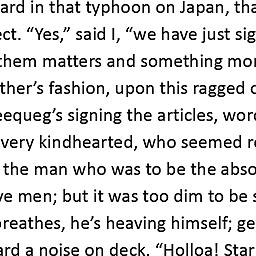 ard in that typhoon on Japan, tha
ect. “Yes,” said I, “we have just sig
them matters and something mor
ther’s fashion, upon this ragged o
eequeg’s signing the articles, wor
very kindhearted, who seemed r
the man who was to be the abso
ve men; but it was too dim to be s
breathes, he’s heaving himself; ge
ard a noise on deck. “Holloa! Star